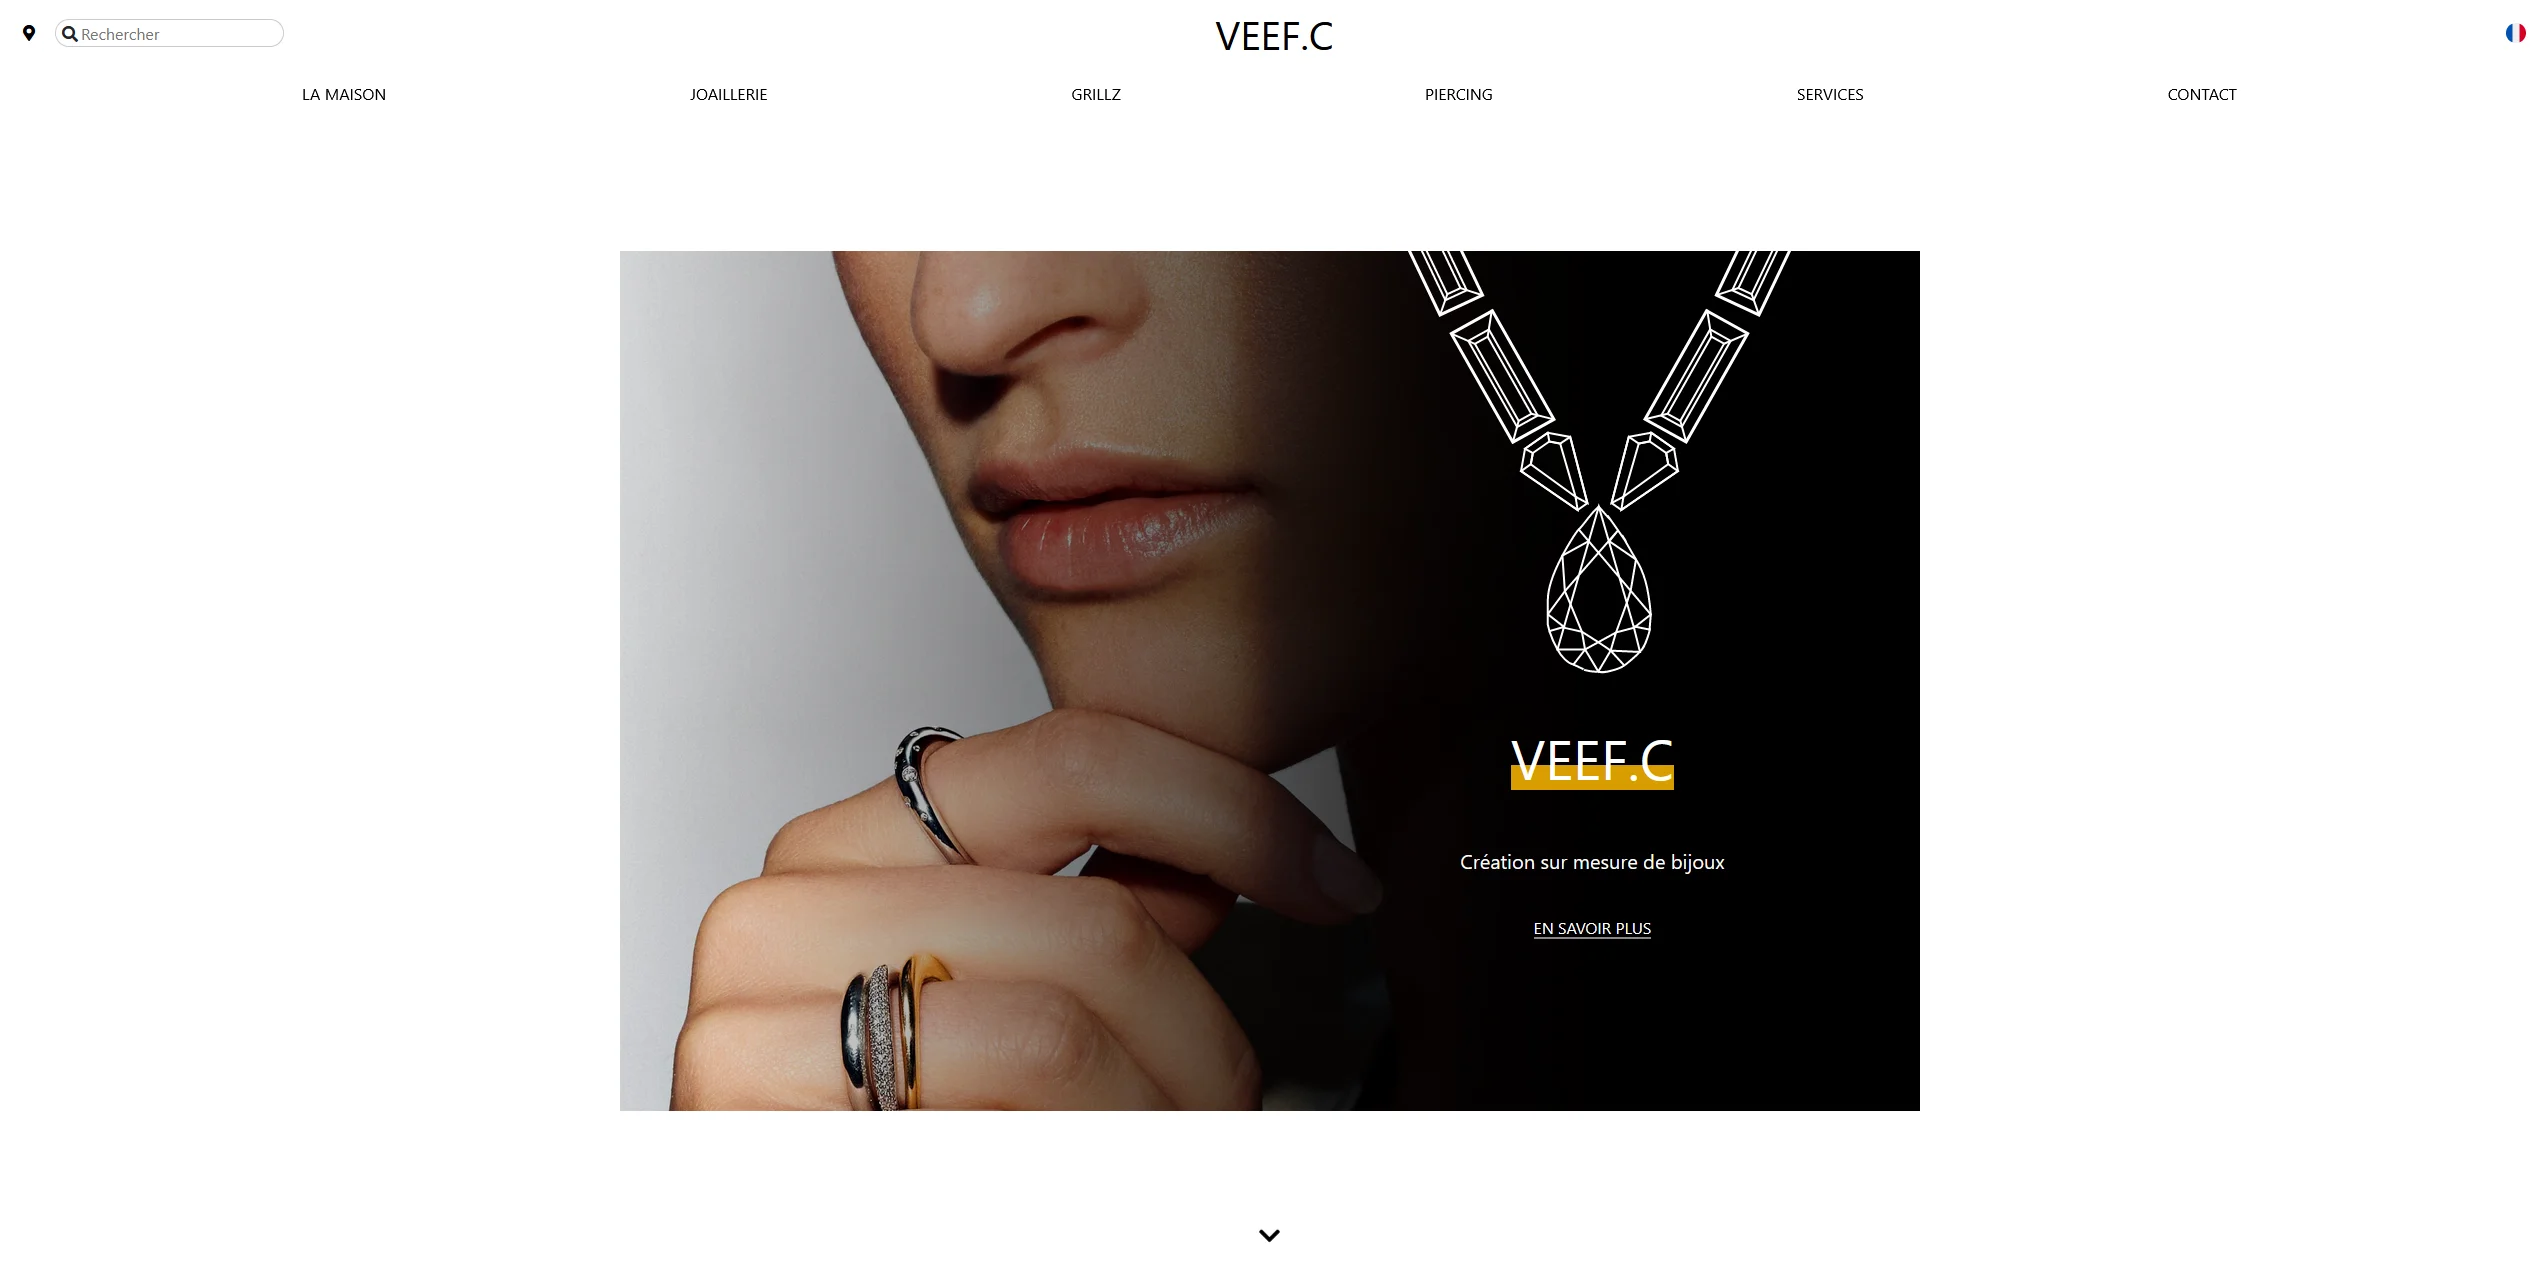 Rechercher
VEEF.C
LA MAISON
JOAILLERIE
GRILLZ
PIERCING
SERVICES
CONTACT
VEEF.C
Création sur mesure de bijoux
EN SAVOIR PLUS